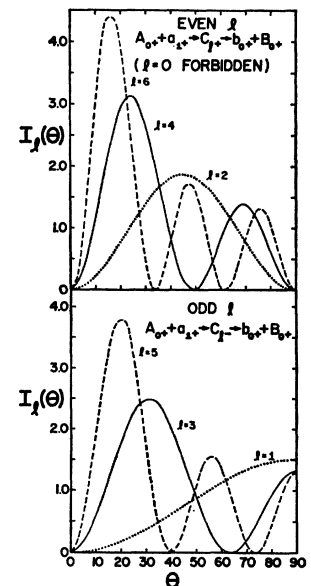 EVEN ℓ
A₀₊+a₁₊→Cℓ₊→b₀₊+B₀₊
(ℓ=0 FORBIDDEN)
4.0
ℓ=6
3.0
ℓ=4
Iℓ(Θ)
2.0
ℓ=2
1.0
0
4.0
ODD ℓ
A₀₊+a₁₊→Cℓ₋→b₀₊+B₀₊
ℓ=5
3.0
Iℓ(Θ)
ℓ=3
2.0
ℓ=1
1.0
0
0 10 20 30 40 50 60 70 80 90
Θ